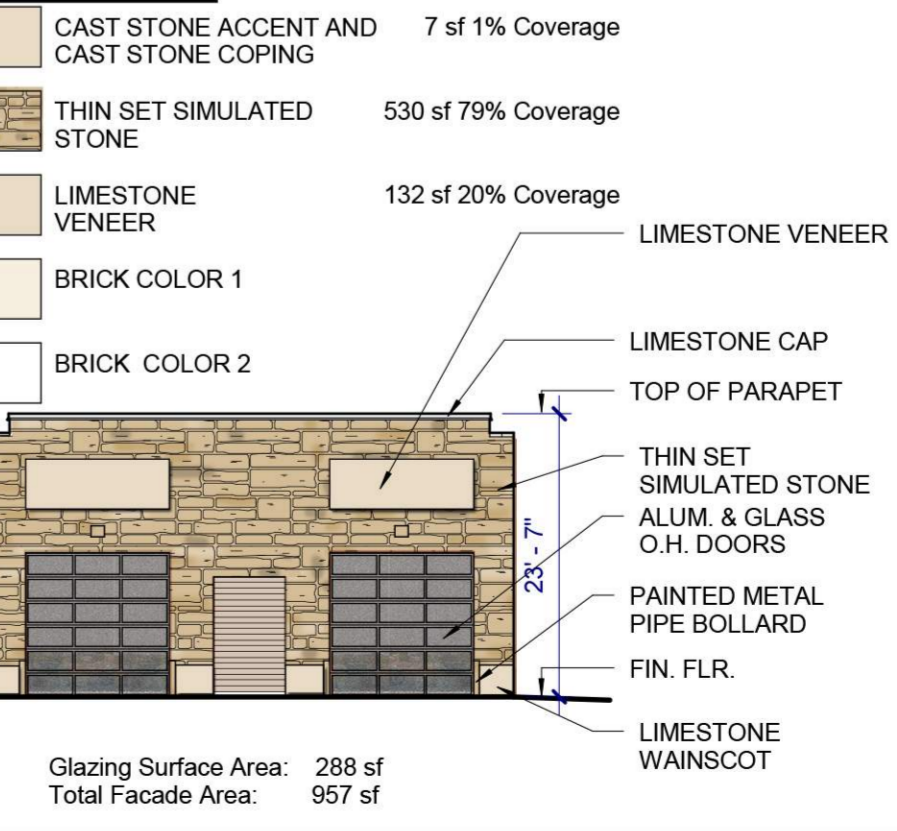 CAST STONE ACCENT AND 7 sf 1% Coverage
CAST STONE COPING
THIN SET SIMULATED 530 sf 79% Coverage
STONE
LIMESTONE 132 sf 20% Coverage
VENEER
BRICK COLOR 1
BRICK COLOR 2
LIMESTONE VENEER
LIMESTONE CAP
TOP OF PARAPET
THIN SET
SIMULATED STONE
ALUM. & GLASS
O.H. DOORS
23' - 7"
PAINTED METAL
PIPE BOLLARD
FIN. FLR.
LIMESTONE
WAINSCOT
Glazing Surface Area: 288 sf
Total Facade Area: 957 sf